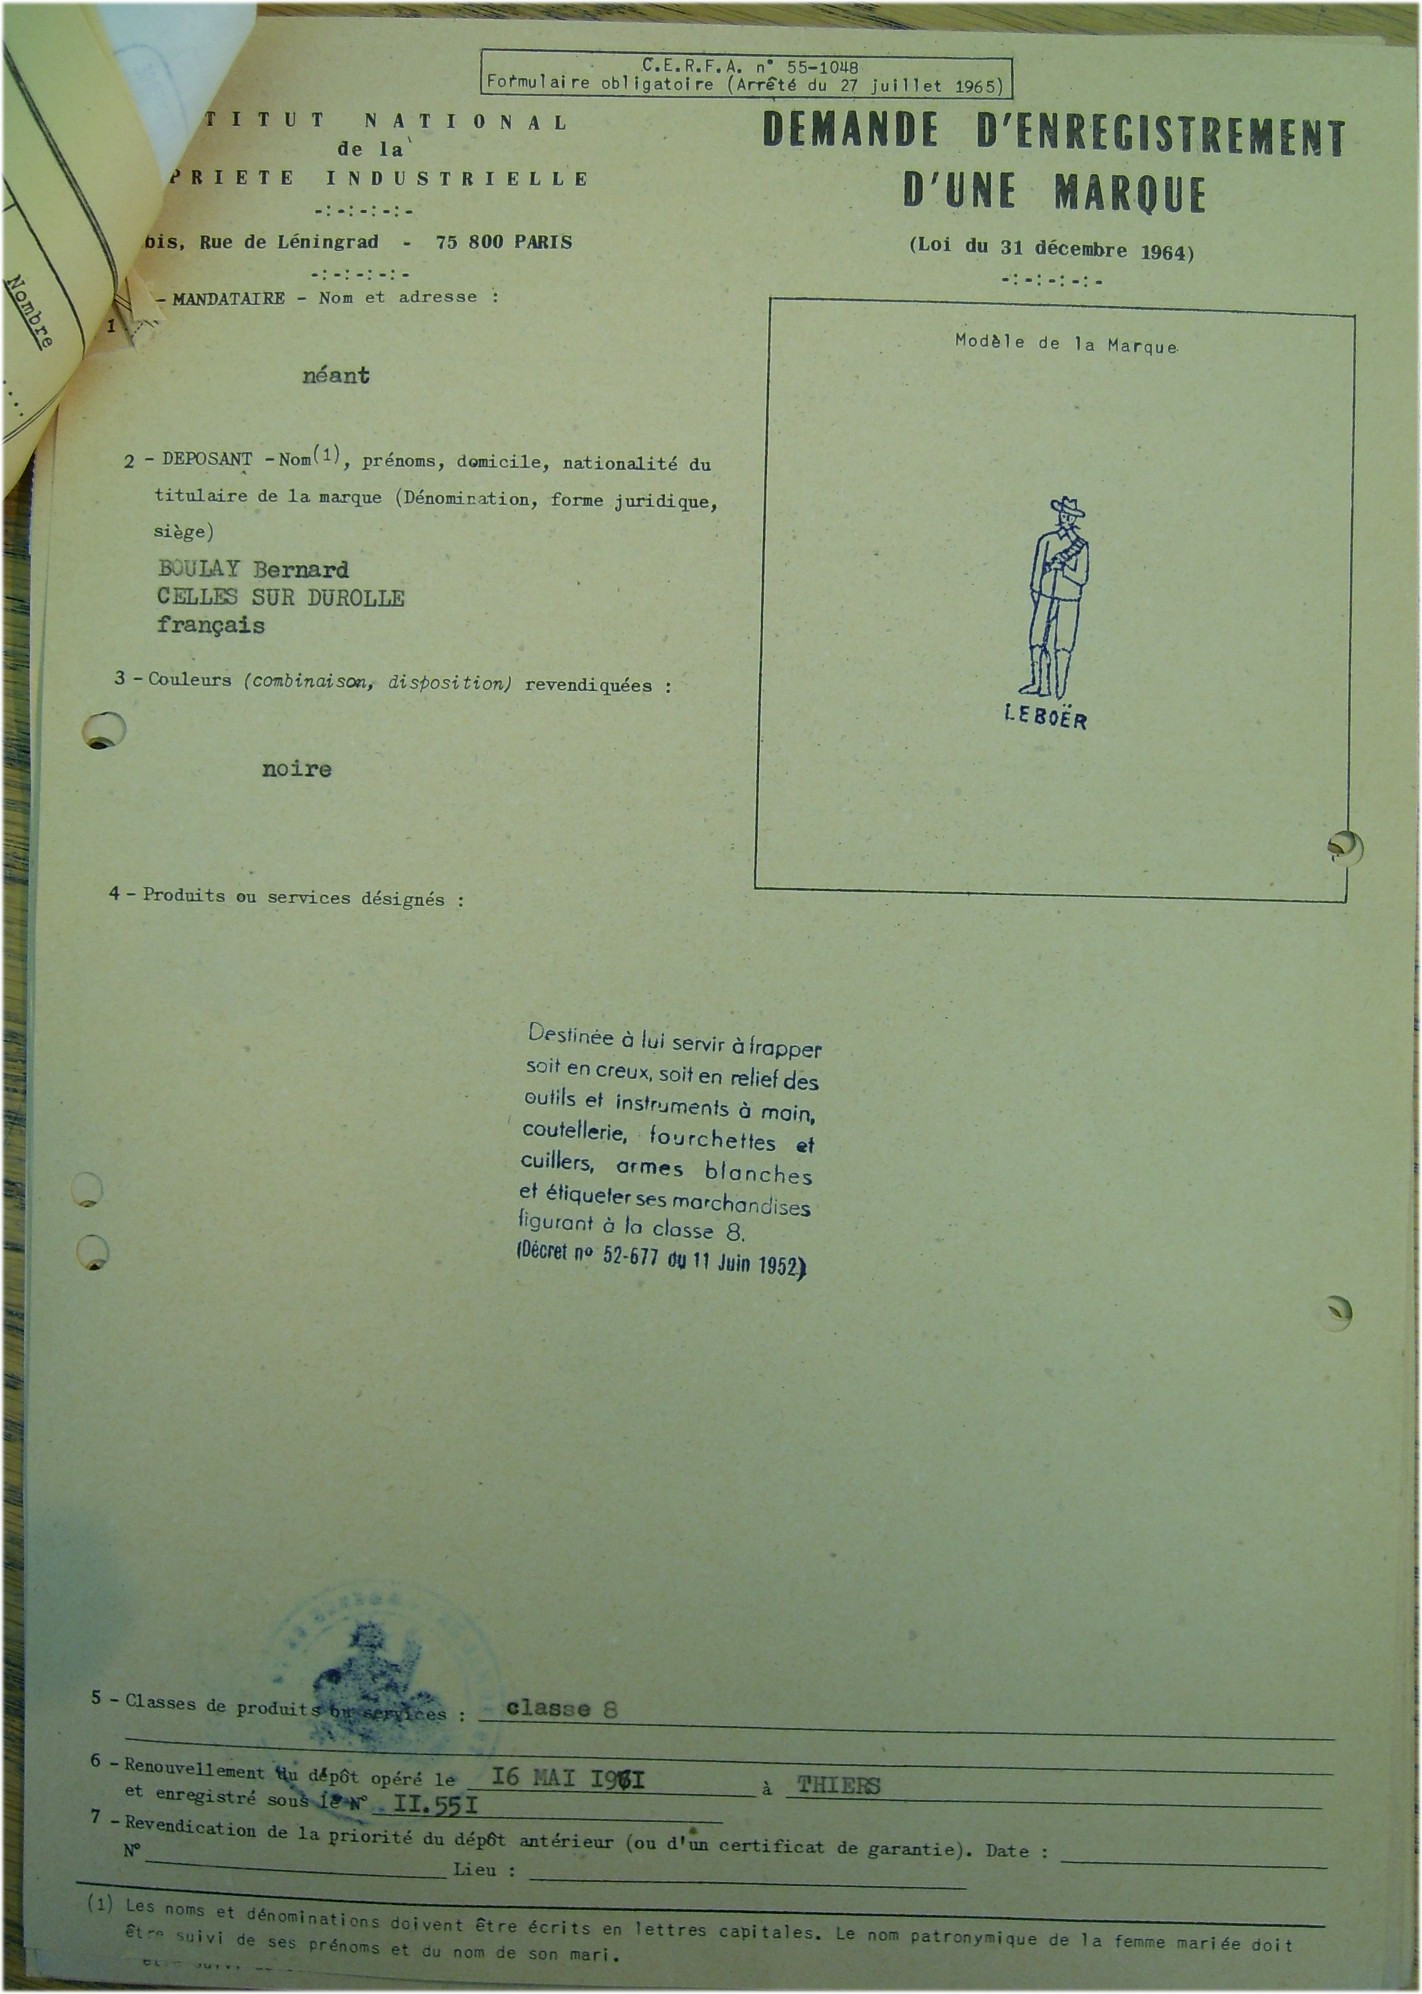 C.E.R.F.A. n° 55-1048
Formulaire obligatoire (Arrêté du 27 juillet 1965)
TITUT NATIONAL
de la
PRIETE INDUSTRIELLE
-:-:-:-:-
bis, Rue de Léningrad - 75 800 PARIS
-:-:-:-:-
DEMANDE D'ENREGISTREMENT
D'UNE MARQUE
(Loi du 31 décembre 1964)
-:-:-:-:-
Nombre
1 - MANDATAIRE - Nom et adresse :
néant
2 - DEPOSANT - Nom(1), prénoms, domicile, nationalité du
titulaire de la marque (Dénomination, forme juridique,
siège)
BOULAY Bernard
CELLES SUR DUROLLE
français
3 - Couleurs (combinaison, disposition) revendiquées :
noire
Modèle de la Marque
LE BOËR
4 - Produits ou services désignés :
Destinée à lui servir à frapper
soit en creux, soit en relief des
outils et instruments à main,
coutellerie, fourchettes et
cuillers, armes blanches
et étiqueter ses marchandises
figurant à la classe 8.
(Décret nº 52-677 du 11 Juin 1952)
5 - Classes de produits ou services : classe 8
6 - Renouvellement du dépôt opéré le I6 MAI I9 I à THIERS
et enregistré sous le N° II.55I
7 - Revendication de la priorité du dépôt antérieur (ou d'un certificat de garantie). Date :
N° Lieu :
(1) Les noms et dénominations doivent être écrits en lettres capitales. Le nom patronymique de la femme mariée doit
être suivi de ses prénoms et du nom de son mari.